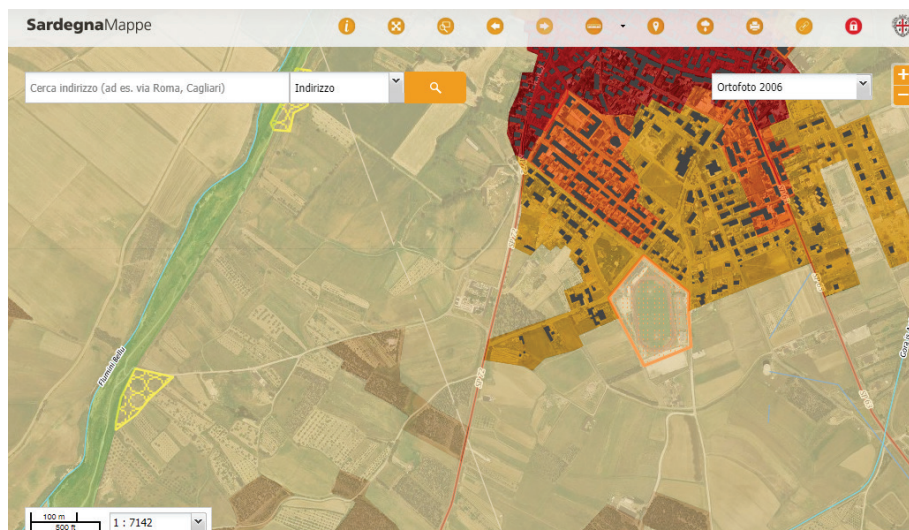 SardegnaMappe
Cerca indirizzo (ad es. via Roma, Cagliari)
Indirizzo
Ortofoto 2006
+
−
Flumini Bellu
100 m
500 ft
1 : 7142